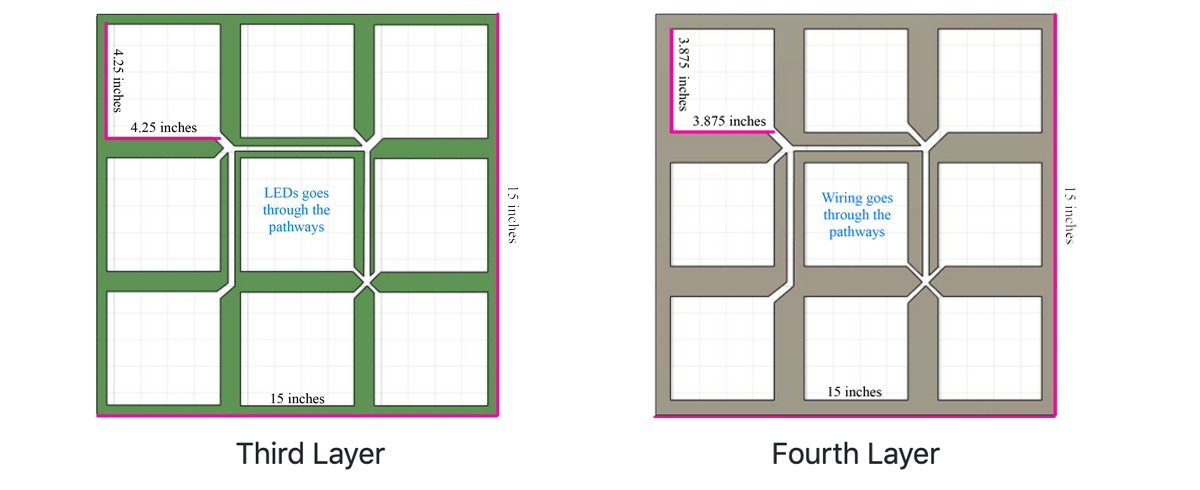 4.25 inches
4.25 inches
LEDs goes
through the
pathways
15 inches
15 inches
Third Layer
3.875 inches
3.875 inches
Wiring goes
through the
pathways
15 inches
15 inches
Fourth Layer